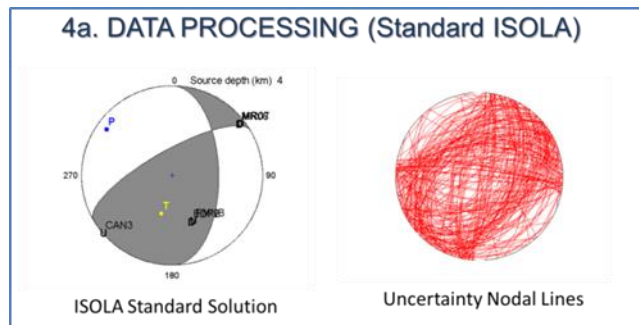 4a. DATA PROCESSING (Standard ISOLA)
0 Source depth (km) 4
P
270
90
T
CAN3
180
ISOLA Standard Solution
Uncertainty Nodal Lines